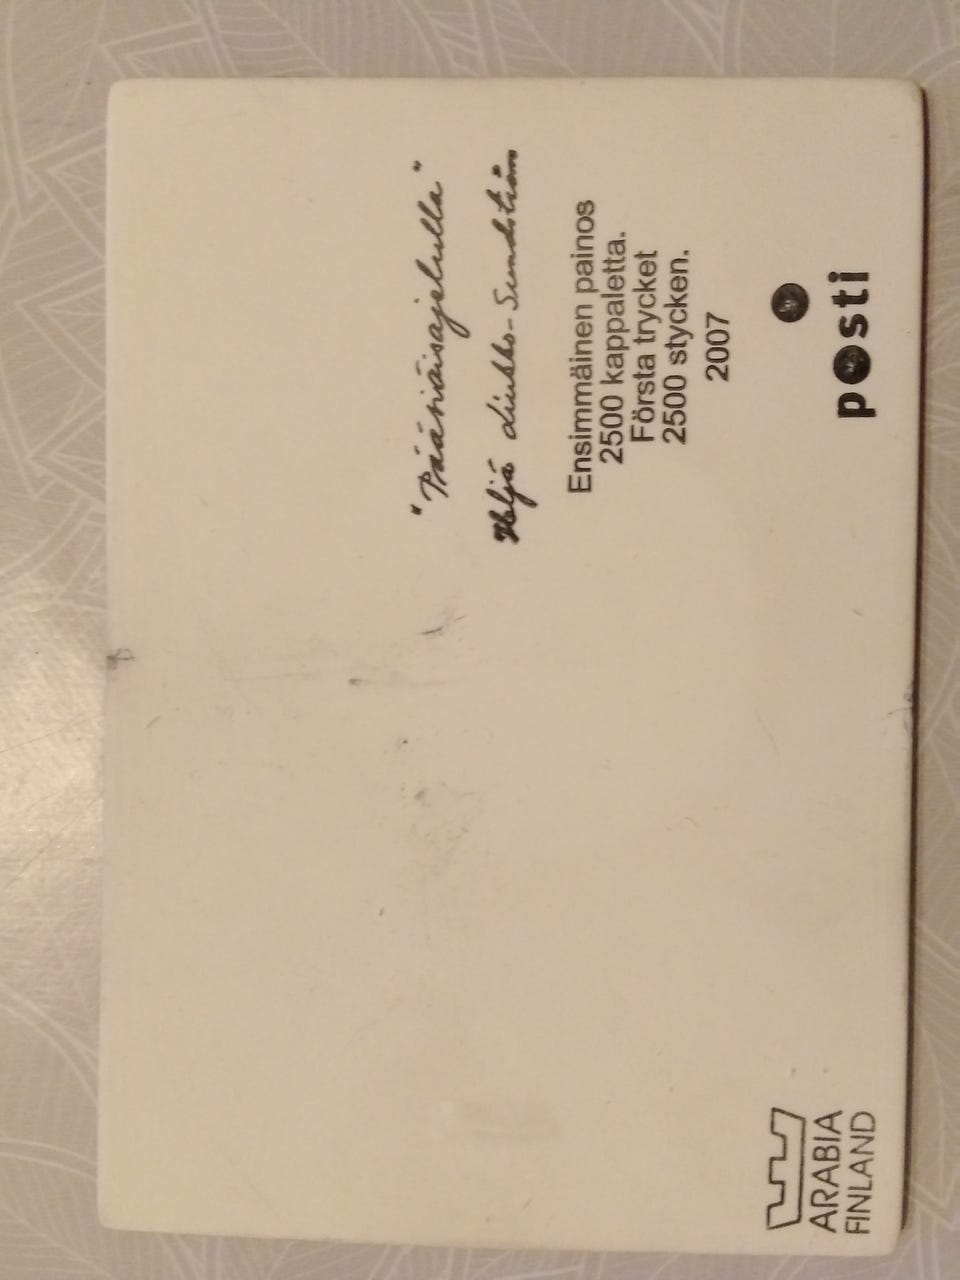 "Pääsiäisajelulla"
Heljä Liukko-Sundström
Ensimmäinen painos
2500 kappaletta.
Första trycket
2500 stycken.
2007
posti
ARABIA
FINLAND